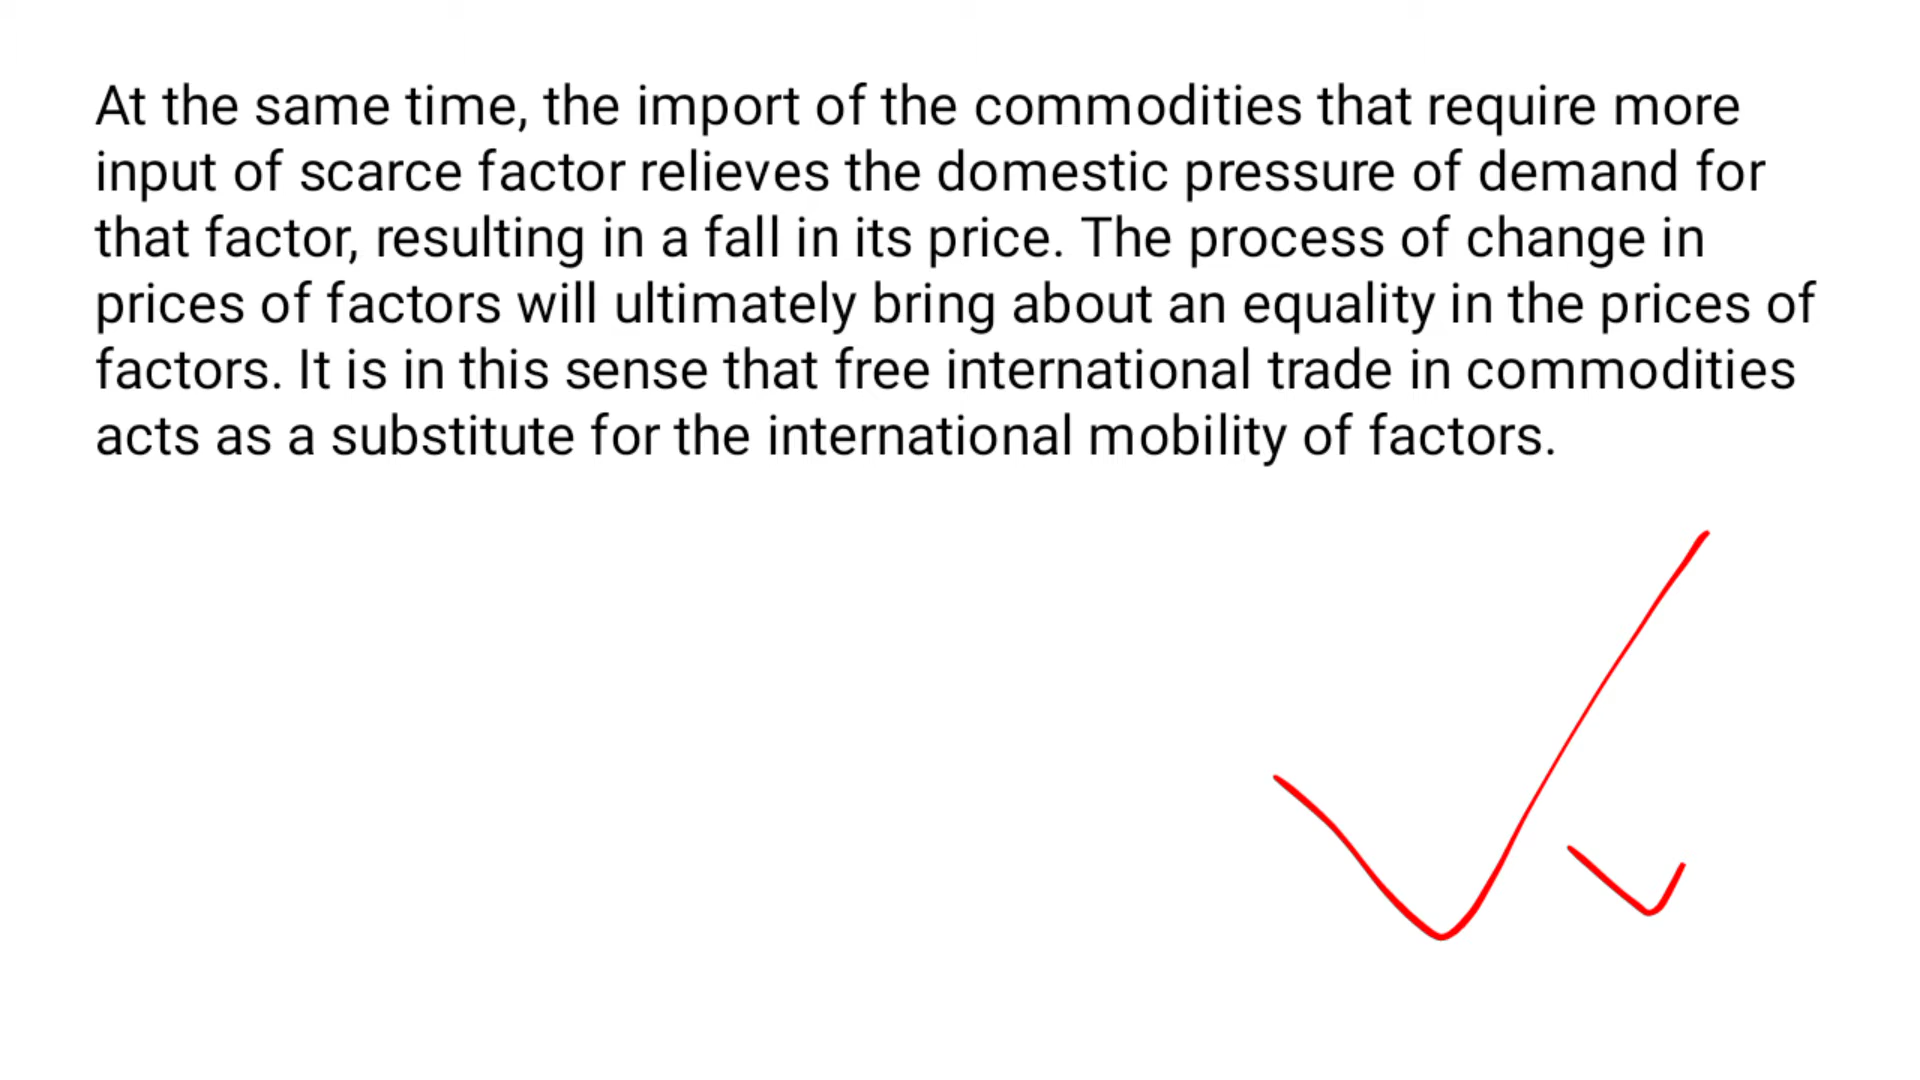 At the same time, the import of the commodities that require more
input of scarce factor relieves the domestic pressure of demand for
that factor, resulting in a fall in its price. The process of change in
prices of factors will ultimately bring about an equality in the prices of
factors. It is in this sense that free international trade in commodities
acts as a substitute for the international mobility of factors.